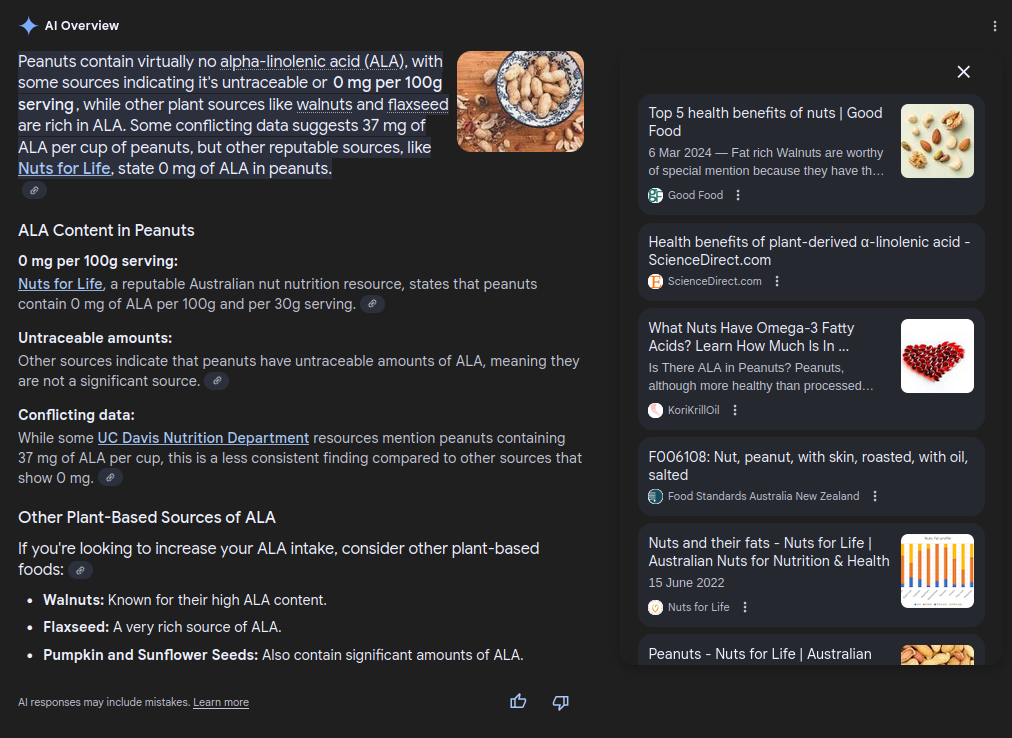 AI Overview
Peanuts contain virtually no alpha-linolenic acid (ALA), with
some sources indicating it's untraceable or 0 mg per 100g
serving, while other plant sources like walnuts and flaxseed
are rich in ALA. Some conflicting data suggests 37 mg of
ALA per cup of peanuts, but other reputable sources, like
Nuts for Life, state 0 mg of ALA in peanuts.
ALA Content in Peanuts
0 mg per 100g serving:
Nuts for Life, a reputable Australian nut nutrition resource, states that peanuts
contain 0 mg of ALA per 100g and per 30g serving.
Untraceable amounts:
Other sources indicate that peanuts have untraceable amounts of ALA, meaning they
are not a significant source.
Conflicting data:
While some UC Davis Nutrition Department resources mention peanuts containing
37 mg of ALA per cup, this is a less consistent finding compared to other sources that
show 0 mg.
Other Plant-Based Sources of ALA
If you're looking to increase your ALA intake, consider other plant-based
foods:
• Walnuts: Known for their high ALA content.
• Flaxseed: A very rich source of ALA.
• Pumpkin and Sunflower Seeds: Also contain significant amounts of ALA.
AI responses may include mistakes. Learn more
Top 5 health benefits of nuts | Good
Food
6 Mar 2024 — Fat rich Walnuts are worthy
of special mention because they have th...
Good Food
Health benefits of plant-derived α-linolenic acid -
ScienceDirect.com
ScienceDirect.com
What Nuts Have Omega-3 Fatty
Acids? Learn How Much Is In ...
Is There ALA in Peanuts? Peanuts,
although more healthy than processed...
KoriKrillOil
F006108: Nut, peanut, with skin, roasted, with oil,
salted
Food Standards Australia New Zealand
Nuts and their fats - Nuts for Life |
Australian Nuts for Nutrition & Health
15 June 2022
Nuts for Life
Peanuts - Nuts for Life | Australian